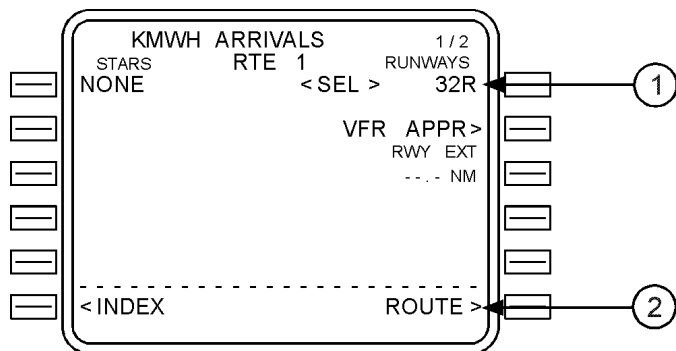 KMWH ARRIVALS 1/2
STARS RTE 1 RUNWAYS
NONE <SEL> 32R
1
VFR APPR>
RWY EXT
--.- NM
<INDEX ROUTE>
2